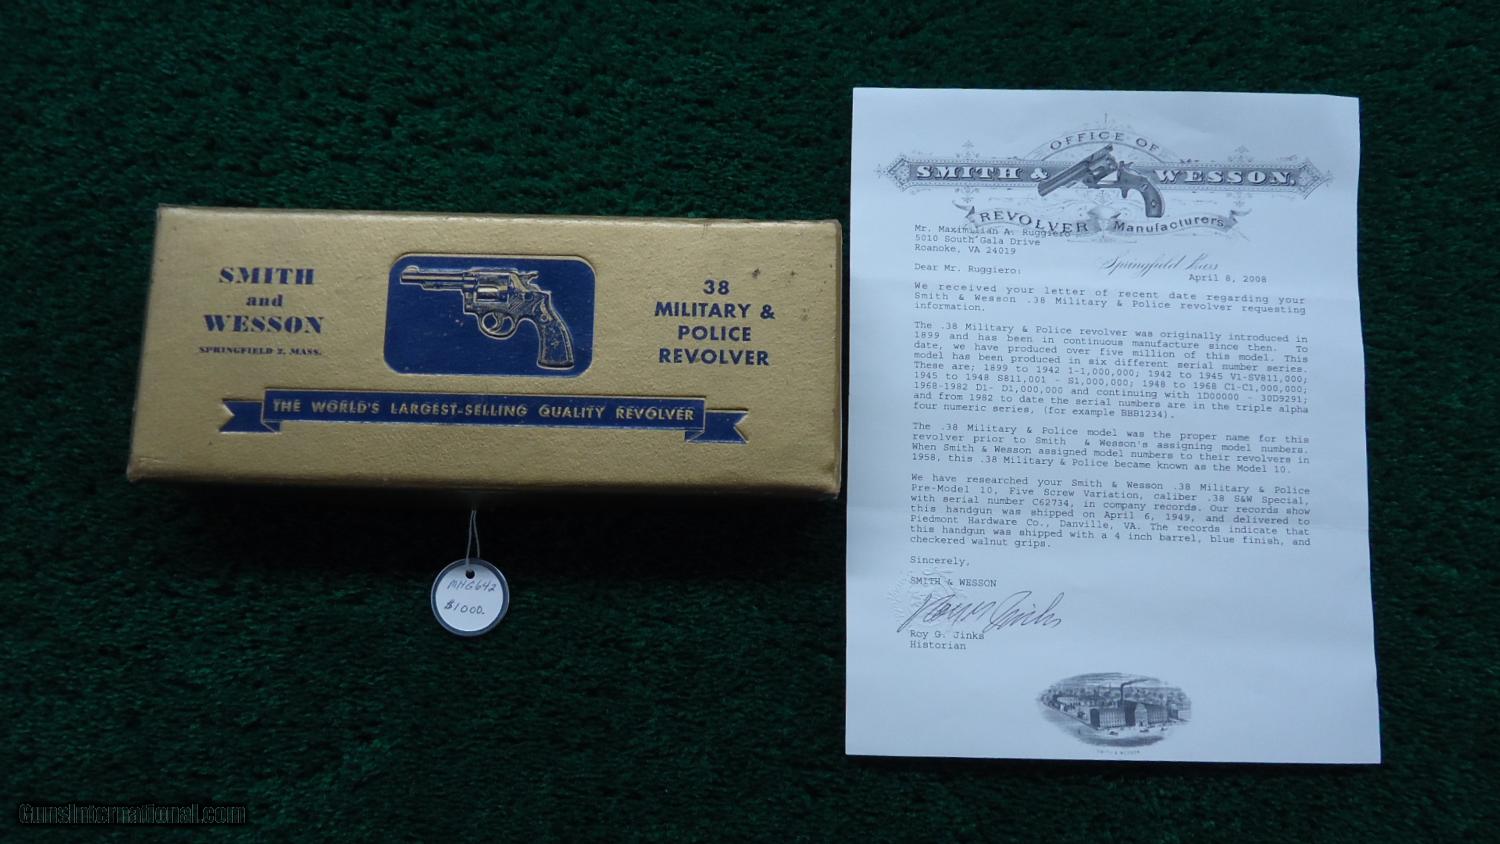 SMITH
and
WESSON
SPRINGFIELD 2, MASS.
38
MILITARY &
POLICE
REVOLVER
THE WORLD'S LARGEST-SELLING QUALITY REVOLVER
MHG642
$1000.
OFFICE OF
SMITH & WESSON,
REVOLVER Manufacturers
Springfield Mass
Mr. Maximilian A. Ruggiero
5010 South Gala Drive
Roanoke, VA 24019
April 8, 2008
Dear Mr. Ruggiero:
We received your letter of recent date regarding your
Smith & Wesson .38 Military & Police revolver requesting
information.
The .38 Military & Police revolver was originally introduced in
1899 and has been in continuous manufacture since then. To
date, we have produced over five million of this model. This
model has been produced in six different serial number series.
These are; 1899 to 1942 1-1,000,000; 1942 to 1945 V1-SV811,000;
1945 to 1948 S811,001 - S1,000,000; 1948 to 1968 C1-C1,000,000;
1968-1982 D1- D1,000,000 and continuing with 1D00000 - 30D9291;
and from 1982 to date the serial numbers are in the triple alpha
four numeric series, (for example BBB1234).
The .38 Military & Police model was the proper name for this
revolver prior to Smith & Wesson's assigning model numbers.
When Smith & Wesson assigned model numbers to their revolvers in
1958, this .38 Military & Police became known as the Model 10.
We have researched your Smith & Wesson .38 Military & Police
Pre-Model 10, Five Screw Variation, caliber .38 S&W Special,
with serial number C62734, in company records. Our records show
this handgun was shipped on April 6, 1949, and delivered to
Piedmont Hardware Co., Danville, VA. The records indicate that
this handgun was shipped with a 4 inch barrel, blue finish, and
checkered walnut grips.
Sincerely,
SMITH & WESSON
Roy G. Jinks
Roy G. Jinks
Historian
SMITH & WESSON
GunsInternational.com